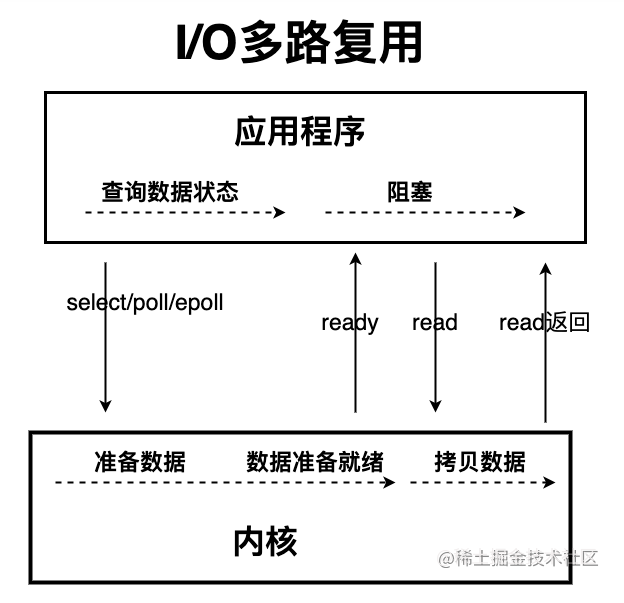 I/O多路复用
应用程序
查询数据状态
阻塞
select/poll/epoll
ready
read
read返回
准备数据
数据准备就绪
拷贝数据
内核
@稀土掘金技术社区